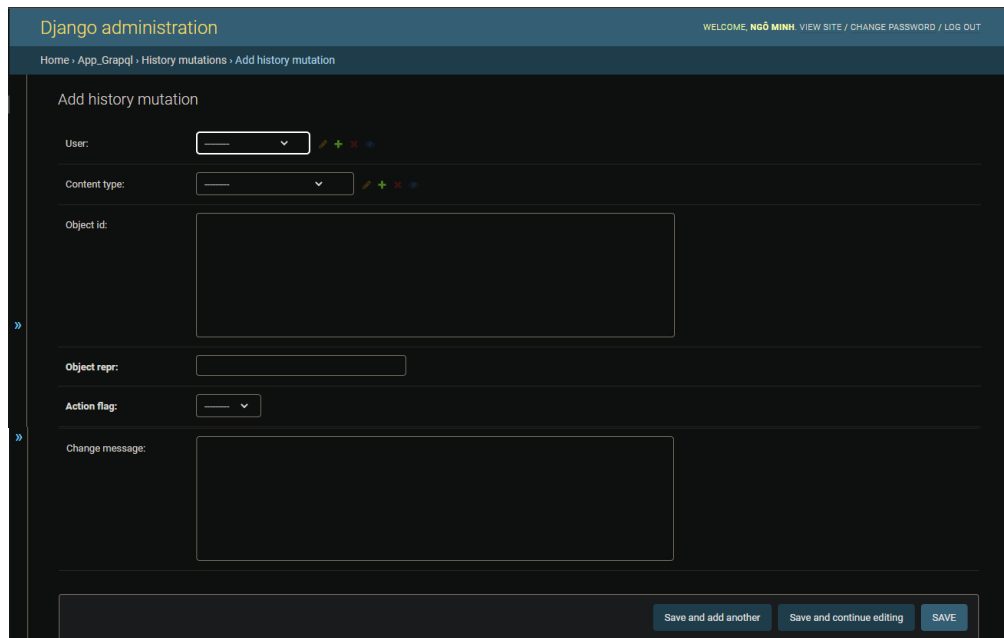 Django administration
WELCOME, NGÔ MINH. VIEW SITE / CHANGE PASSWORD / LOG OUT
Home › App_Grapql › History mutations › Add history mutation
Add history mutation
User:
Content type:
Object id:
Object repr:
Action flag:
Change message:
Save and add another
Save and continue editing
SAVE